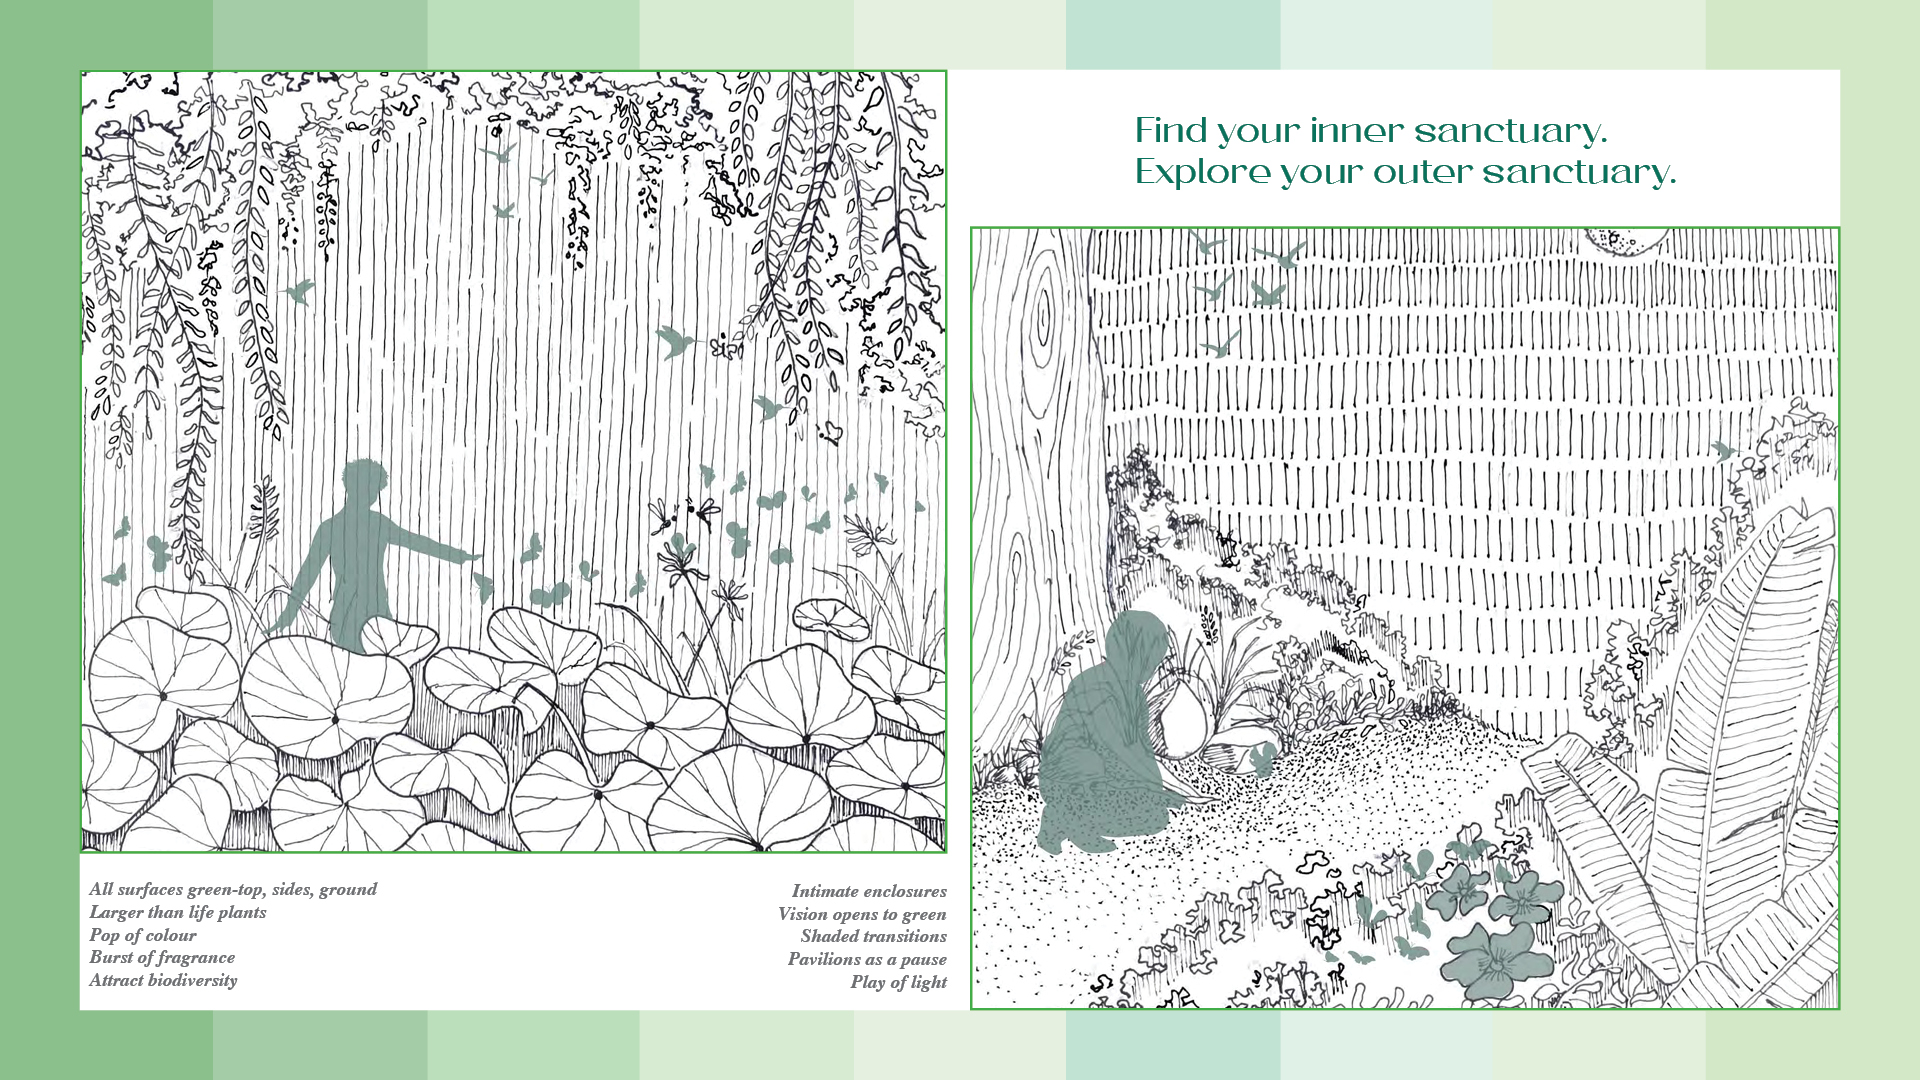 Find your inner sanctuary.
Explore your outer sanctuary.
All surfaces green-top, sides, ground
Larger than life plants
Pop of colour
Burst of fragrance
Attract biodiversity
Intimate enclosures
Vision opens to green
Shaded transitions
Pavilions as a pause
Play of light